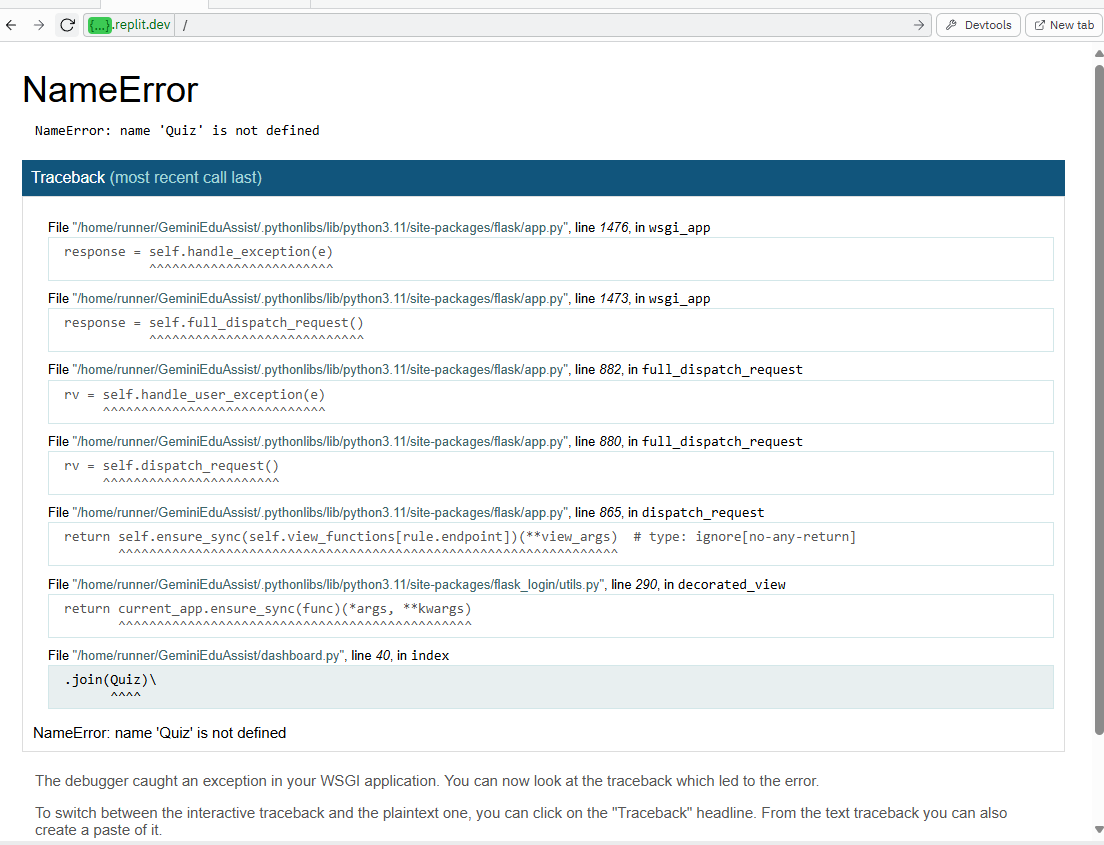 {...}.replit.dev / Devtools New tab
NameError
NameError: name 'Quiz' is not defined
Traceback (most recent call last)
File "/home/runner/GeminiEduAssist/.pythonlibs/lib/python3.11/site-packages/flask/app.py", line 1476, in wsgi_app
response = self.handle_exception(e)
^^^^^^^^^^^^^^^^^^^^^^^^
File "/home/runner/GeminiEduAssist/.pythonlibs/lib/python3.11/site-packages/flask/app.py", line 1473, in wsgi_app
response = self.full_dispatch_request()
^^^^^^^^^^^^^^^^^^^^^^^^^^^^
File "/home/runner/GeminiEduAssist/.pythonlibs/lib/python3.11/site-packages/flask/app.py", line 882, in full_dispatch_request
rv = self.handle_user_exception(e)
^^^^^^^^^^^^^^^^^^^^^^^^^^^^^
File "/home/runner/GeminiEduAssist/.pythonlibs/lib/python3.11/site-packages/flask/app.py", line 880, in full_dispatch_request
rv = self.dispatch_request()
^^^^^^^^^^^^^^^^^^^^^^^
File "/home/runner/GeminiEduAssist/.pythonlibs/lib/python3.11/site-packages/flask/app.py", line 865, in dispatch_request
return self.ensure_sync(self.view_functions[rule.endpoint])(**view_args)  # type: ignore[no-any-return]
^^^^^^^^^^^^^^^^^^^^^^^^^^^^^^^^^^^^^^^^^^^^^^^^^^^^^^^^^^^^^^^^^
File "/home/runner/GeminiEduAssist/.pythonlibs/lib/python3.11/site-packages/flask_login/utils.py", line 290, in decorated_view
return current_app.ensure_sync(func)(*args, **kwargs)
^^^^^^^^^^^^^^^^^^^^^^^^^^^^^^^^^^^^^^^^^^^^^^
File "/home/runner/GeminiEduAssist/dashboard.py", line 40, in index
.join(Quiz)\
^^^^
NameError: name 'Quiz' is not defined
The debugger caught an exception in your WSGI application. You can now look at the traceback which led to the error.
To switch between the interactive traceback and the plaintext one, you can click on the "Traceback" headline. From the text traceback you can also
create a paste of it.